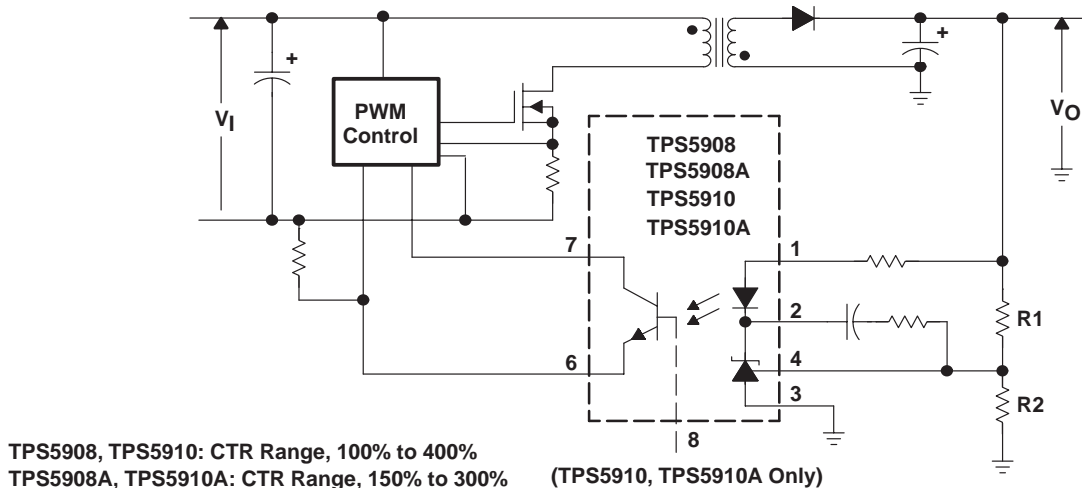 +
+
VI
PWM
Control
VO
TPS5908
TPS5908A
TPS5910
TPS5910A
7
1
2
R1
6
4
3
R2
8
TPS5908, TPS5910: CTR Range, 100% to 400%
TPS5908A, TPS5910A: CTR Range, 150% to 300%
(TPS5910, TPS5910A Only)